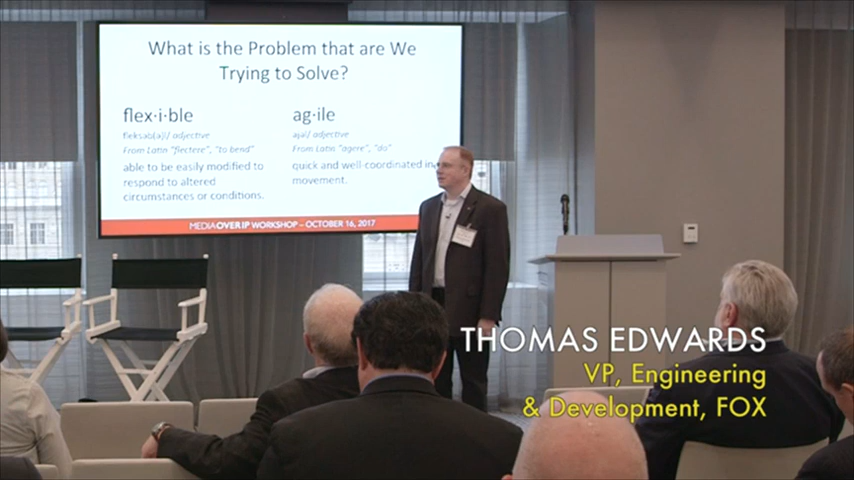 What is the Problem that are We
Trying to Solve?
flex·i·ble
ag·ile
ˈfleksəb(ə)l/ adjective
ˈajəl/ adjective
From Latin "flectere", "to bend"
From Latin "agere", "do"
able to be easily modified to
respond to altered
circumstances or conditions.
quick and well-coordinated in
movement.
MEDIA OVER IP WORKSHOP – OCTOBER 16, 2017
THOMAS EDWARDS
VP, Engineering
& Development, FOX